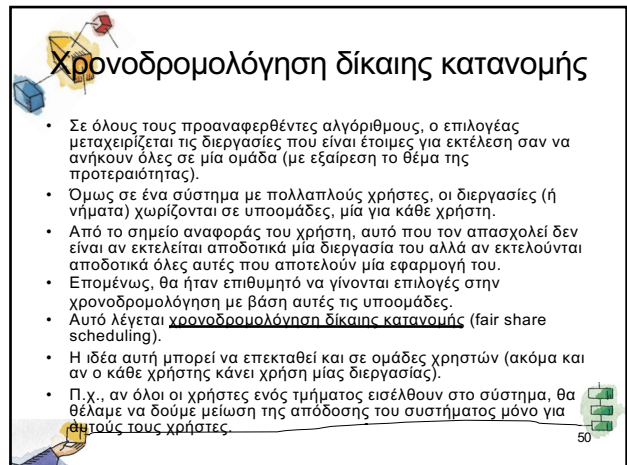 Χρονοδρομολόγηση δίκαιης κατανομής
• Σε όλους τους προαναφερθέντες αλγόριθμους, ο επιλογέας
μεταχειρίζεται τις διεργασίες που είναι έτοιμες για εκτέλεση σαν να
ανήκουν όλες σε μία ομάδα (με εξαίρεση το θέμα της
προτεραιότητας).
• Όμως σε ένα σύστημα με πολλαπλούς χρήστες, οι διεργασίες (ή
νήματα) χωρίζονται σε υποομάδες, μία για κάθε χρήστη.
• Από το σημείο αναφοράς του χρήστη, αυτό που τον απασχολεί δεν
είναι αν εκτελείται αποδοτικά μία διεργασία του αλλά αν εκτελούνται
αποδοτικά όλες αυτές που αποτελούν μία εφαρμογή του.
• Επομένως, θα ήταν επιθυμητό να γίνονται επιλογές στην
χρονοδρομολόγηση με βάση αυτές τις υποομάδες.
• Αυτό λέγεται χρονοδρομολόγηση δίκαιης κατανομής (fair share
scheduling).
• Η ιδέα αυτή μπορεί να επεκταθεί και σε ομάδες χρηστών (ακόμα και
αν ο κάθε χρήστης κάνει χρήση μίας διεργασίας).
• Π.χ., αν όλοι οι χρήστες ενός τμήματος εισέλθουν στο σύστημα, θα
θέλαμε να δούμε μείωση της απόδοσης του συστήματος μόνο για
αυτούς τους χρήστες.
50